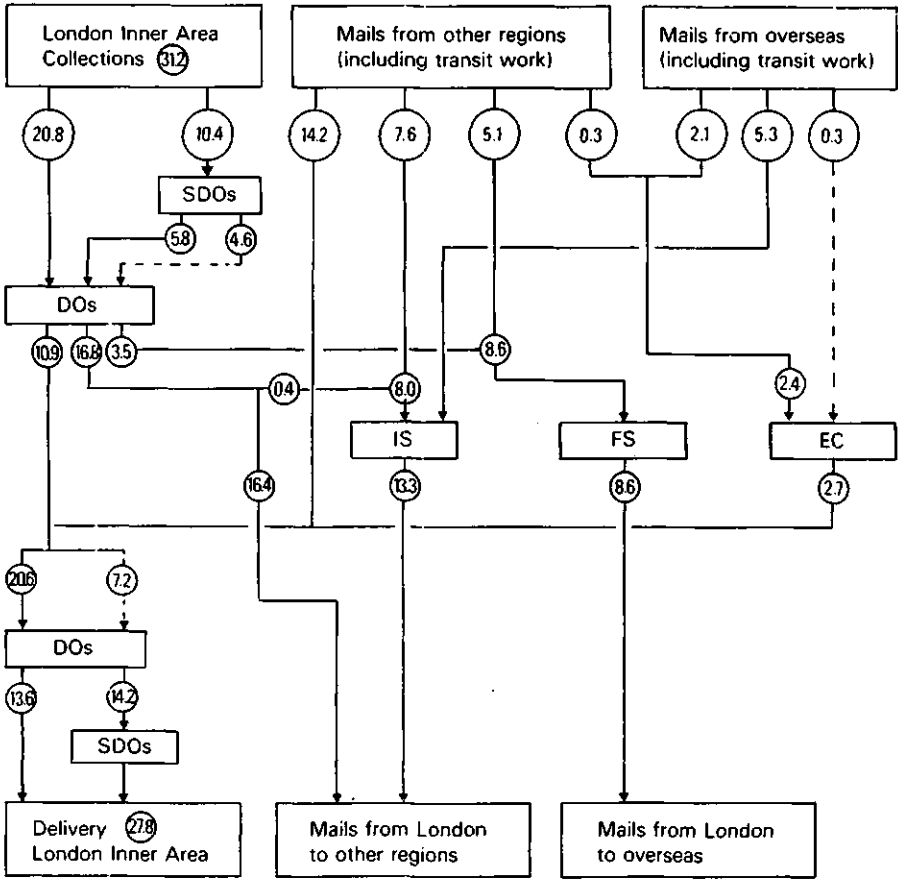 London Inner Area
Collections 31.2
Mails from other regions
(including transit work)
Mails from overseas
(including transit work)
20.8 10.4 14.2 7.6 5.1 0.3 2.1 5.3 0.3
SDOs
5.8 4.6
DOs
10.9 16.8 3.5 8.6
0.4 8.0 2.4
IS FS EC
16.4 13.3 8.6 2.7
20.6 7.2
DOs
13.6 14.2
SDOs
Delivery 27.8
London Inner Area
Mails from London
to other regions
Mails from London
to overseas